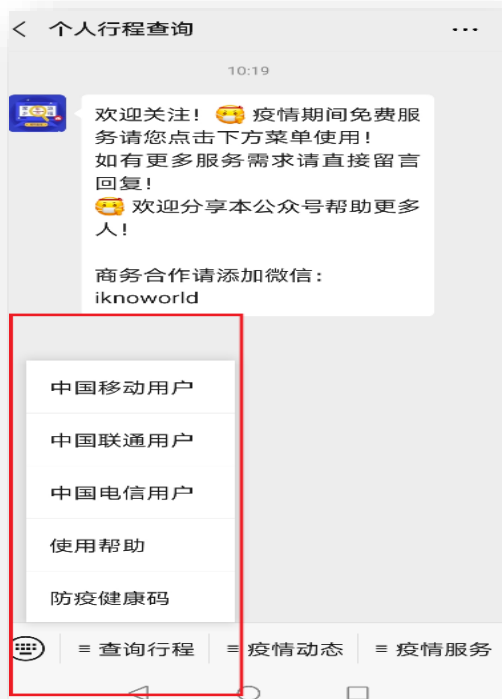 个人行程查询
10:19
欢迎关注！ 疫情期间免费服
务请您点击下方菜单使用！
如有更多服务需求请直接留言
回复！
欢迎分享本公众号帮助更多
人！
商务合作请添加微信：
iknoworld
中国移动用户
中国联通用户
中国电信用户
使用帮助
防疫健康码
查询行程
疫情动态
疫情服务